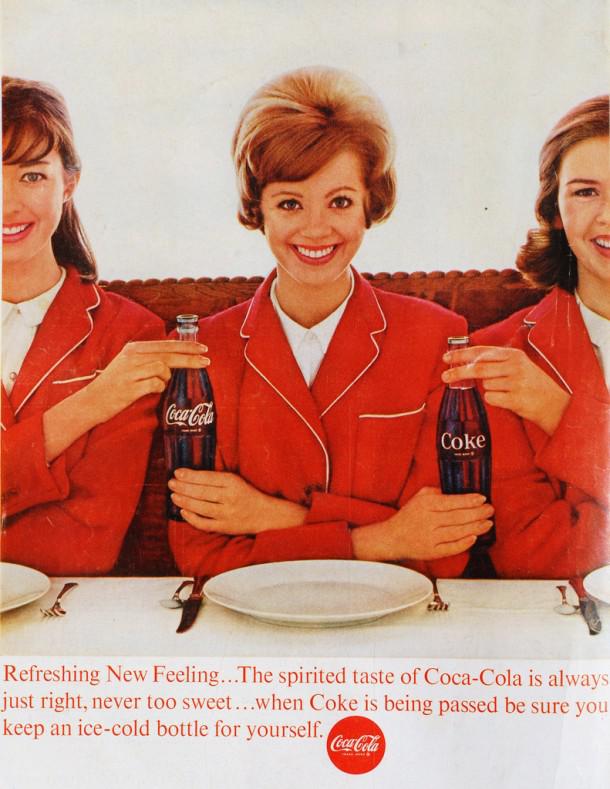 Coca-Cola
Coke
Refreshing New Feeling...The spirited taste of Coca-Cola is always
just right, never too sweet...when Coke is being passed be sure you
keep an ice-cold bottle for yourself.
Coca-Cola